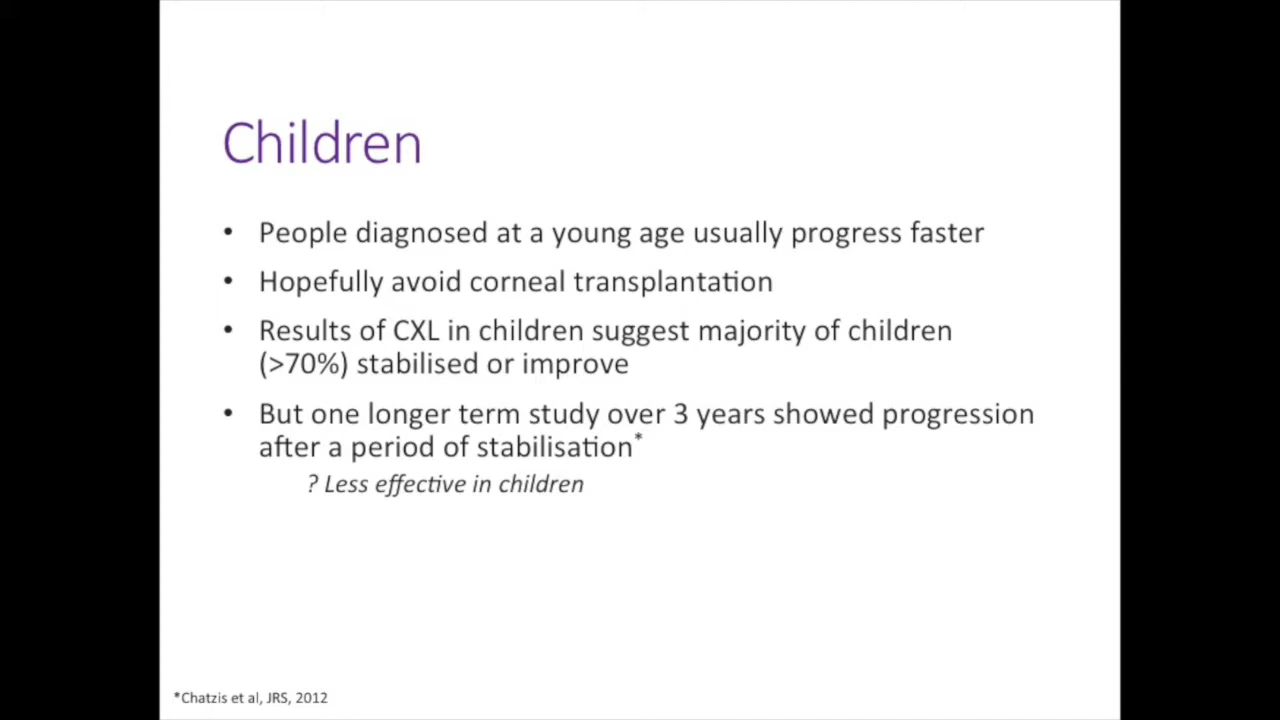 Children
• People diagnosed at a young age usually progress faster
• Hopefully avoid corneal transplantation
• Results of CXL in children suggest majority of children
(>70%) stabilised or improve
• But one longer term study over 3 years showed progression
after a period of stabilisation*
? Less effective in children
*Chatzis et al, JRS, 2012